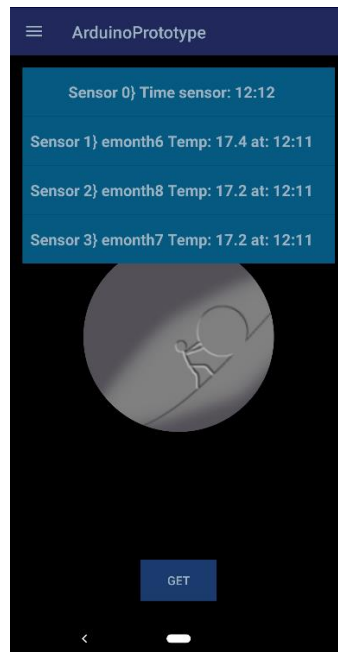 ArduinoPrototype
Sensor 0} Time sensor: 12:12
Sensor 1} emonth6 Temp: 17.4 at: 12:11
Sensor 2} emonth8 Temp: 17.2 at: 12:11
Sensor 3} emonth7 Temp: 17.2 at: 12:11
GET